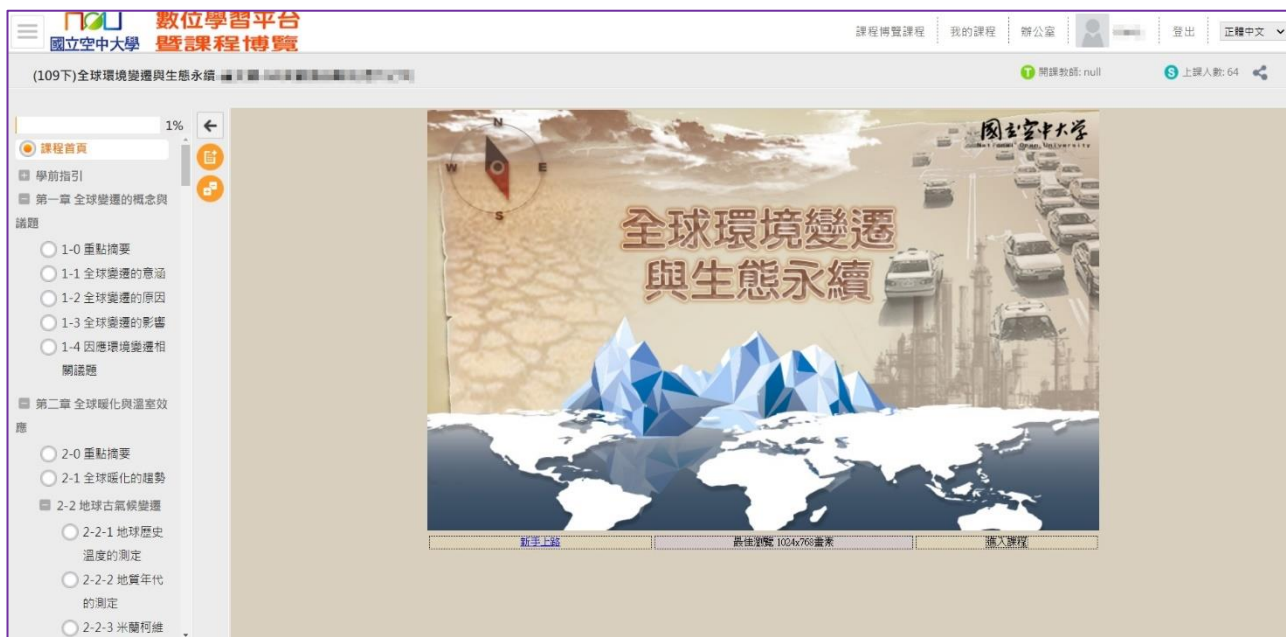 nou
國立空中大學
數位學習平台
暨課程博覽
課程博覽課程
我的課程
辦公室
登出
正體中文
(109下)全球環境變遷與生態永續
T 開課教師: null
S 上課人數: 64
1%
課程首頁
學前指引
第一章 全球變遷的概念與
議題
1-0 重點摘要
1-1 全球變遷的意涵
1-2 全球變遷的原因
1-3 全球變遷的影響
1-4 因應環境變遷相
關議題
第二章 全球暖化與溫室效
應
2-0 重點摘要
2-1 全球暖化的趨勢
2-2 地球古氣候變遷
2-2-1 地球歷史
溫度的測定
2-2-2 地質年代
的測定
2-2-3 米蘭柯維
N
W
O
E
S
國立空中大学
National Open University
全球環境變遷
與生態永續
新手上路
最佳瀏覽 1024x768畫素
進入課程